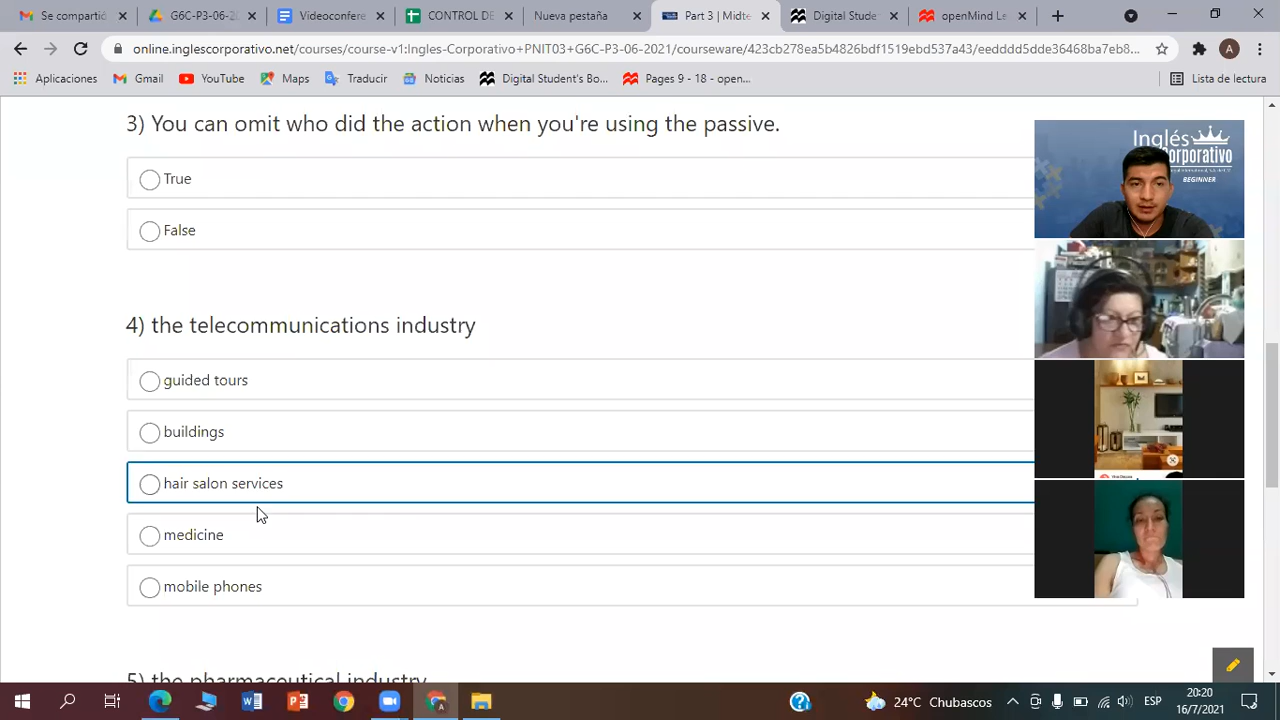 Se compartió
G6C-P3-06-2
Videoconfere
CONTROL DE
Nueva pestaña
Part 3 | Midte
Digital Stude
openMind Le
online.inglescorporativo.net/courses/course-v1:Ingles-Corporativo+PNIT03+G6C-P3-06-2021/courseware/423cb278ea5b4826bdf1519ebd537a43/eedddd5dde36468ba7eb8...
A
Aplicaciones
Gmail
YouTube
Maps
Traducir
Noticias
Digital Student's Bo...
Pages 9 - 18 - open...
Lista de lectura
3) You can omit who did the action when you're using the passive.
True
False
4) the telecommunications industry
guided tours
buildings
hair salon services
medicine
mobile phones
5) the pharmaceutical industry
Inglés
Corporativo
BEGINNER
24°C Chubascos
ESP
20:20
16/7/2021